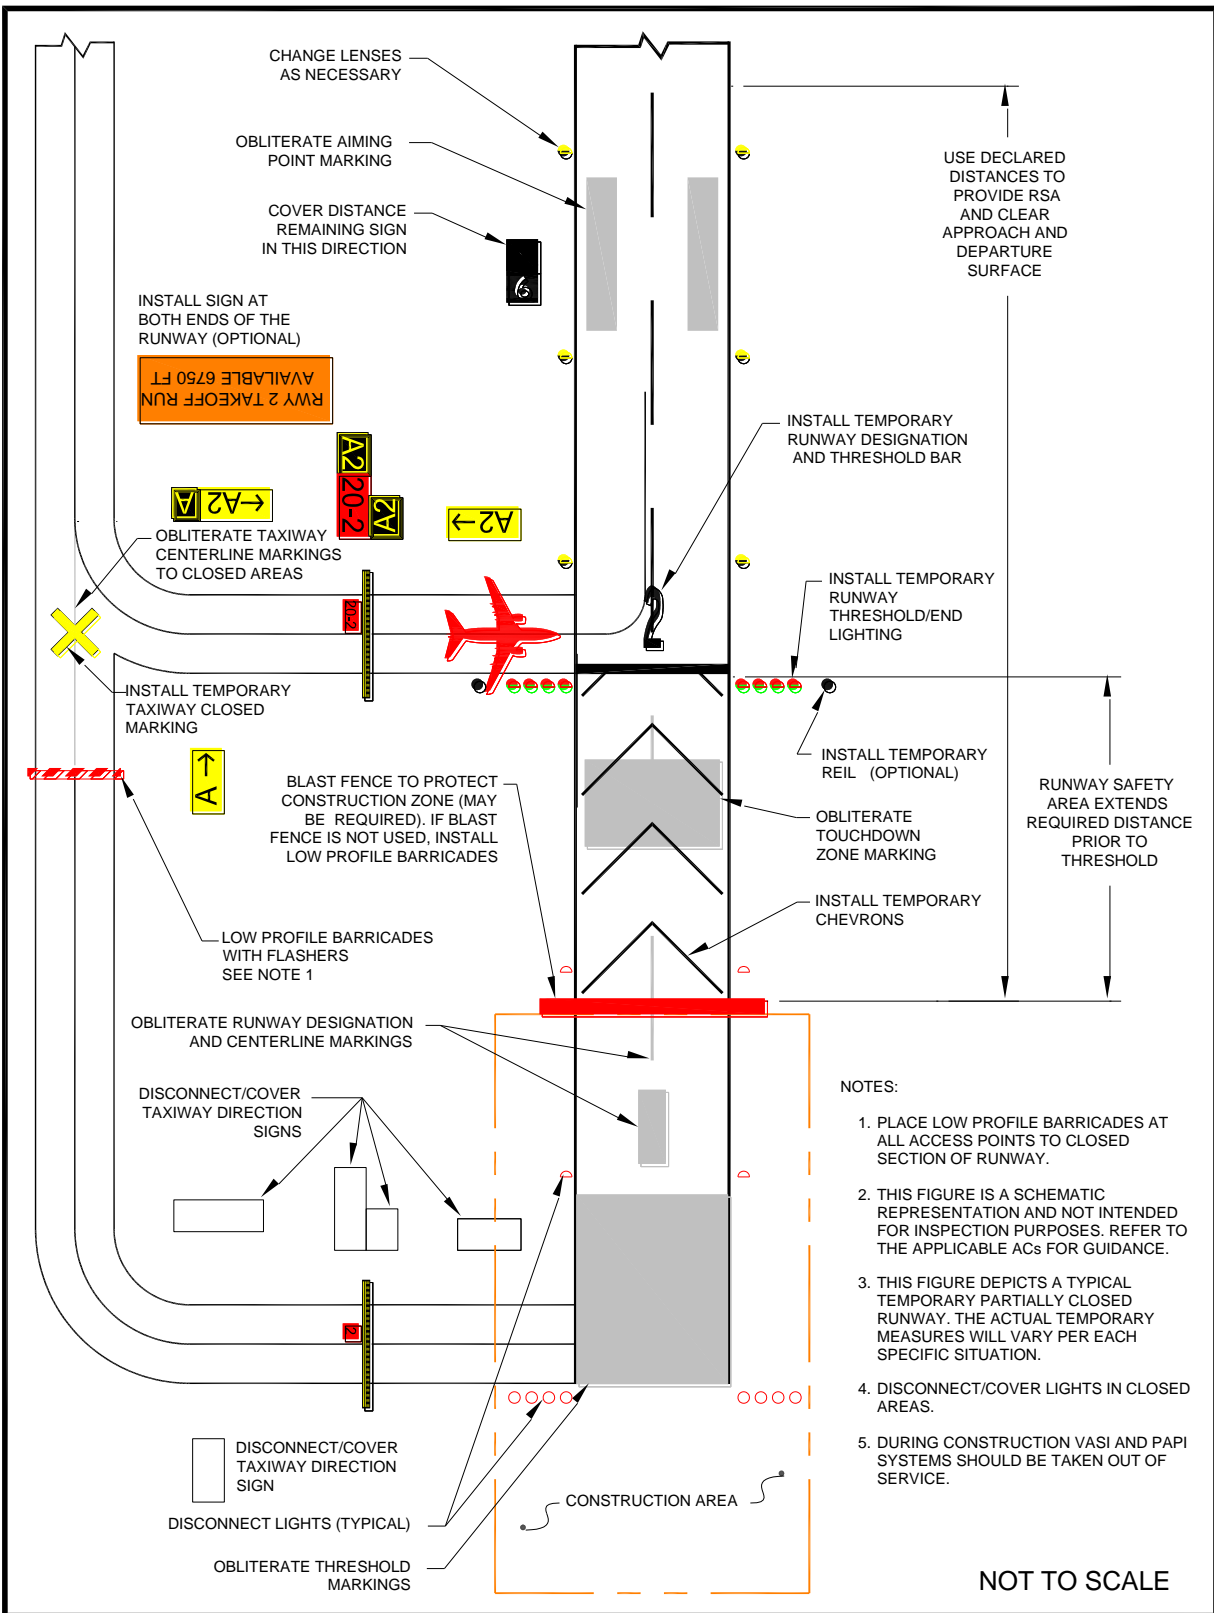 CHANGE LENSES
AS NECESSARY
OBLITERATE AIMING
POINT MARKING
COVER DISTANCE
REMAINING SIGN
IN THIS DIRECTION
6
USE DECLARED
DISTANCES TO
PROVIDE RSA
AND CLEAR
APPROACH AND
DEPARTURE
SURFACE
INSTALL SIGN AT
BOTH ENDS OF THE
RUNWAY (OPTIONAL)
RWY 2 TAKEOFF RUN
AVAILABLE 6750 FT
INSTALL TEMPORARY
RUNWAY DESIGNATION
AND THRESHOLD BAR
A2
20-2
A2
A
←A2
A2→
OBLITERATE TAXIWAY
CENTERLINE MARKINGS
TO CLOSED AREAS
20-2
2
INSTALL TEMPORARY
RUNWAY
THRESHOLD/END
LIGHTING
INSTALL TEMPORARY
TAXIWAY CLOSED
MARKING
A→
INSTALL TEMPORARY
REIL (OPTIONAL)
BLAST FENCE TO PROTECT
CONSTRUCTION ZONE (MAY
BE REQUIRED). IF BLAST
FENCE IS NOT USED, INSTALL
LOW PROFILE BARRICADES
OBLITERATE
TOUCHDOWN
ZONE MARKING
RUNWAY SAFETY
AREA EXTENDS
REQUIRED DISTANCE
PRIOR TO
THRESHOLD
INSTALL TEMPORARY
CHEVRONS
LOW PROFILE BARRICADES
WITH FLASHERS
SEE NOTE 1
OBLITERATE RUNWAY DESIGNATION
AND CENTERLINE MARKINGS
DISCONNECT/COVER
TAXIWAY DIRECTION
SIGNS
2
DISCONNECT/COVER
TAXIWAY DIRECTION
SIGN
DISCONNECT LIGHTS (TYPICAL)
OBLITERATE THRESHOLD
MARKINGS
CONSTRUCTION AREA
NOTES:
1. PLACE LOW PROFILE BARRICADES AT
ALL ACCESS POINTS TO CLOSED
SECTION OF RUNWAY.
2. THIS FIGURE IS A SCHEMATIC
REPRESENTATION AND NOT INTENDED
FOR INSPECTION PURPOSES. REFER TO
THE APPLICABLE ACs FOR GUIDANCE.
3. THIS FIGURE DEPICTS A TYPICAL
TEMPORARY PARTIALLY CLOSED
RUNWAY. THE ACTUAL TEMPORARY
MEASURES WILL VARY PER EACH
SPECIFIC SITUATION.
4. DISCONNECT/COVER LIGHTS IN CLOSED
AREAS.
5. DURING CONSTRUCTION VASI AND PAPI
SYSTEMS SHOULD BE TAKEN OUT OF
SERVICE.
NOT TO SCALE